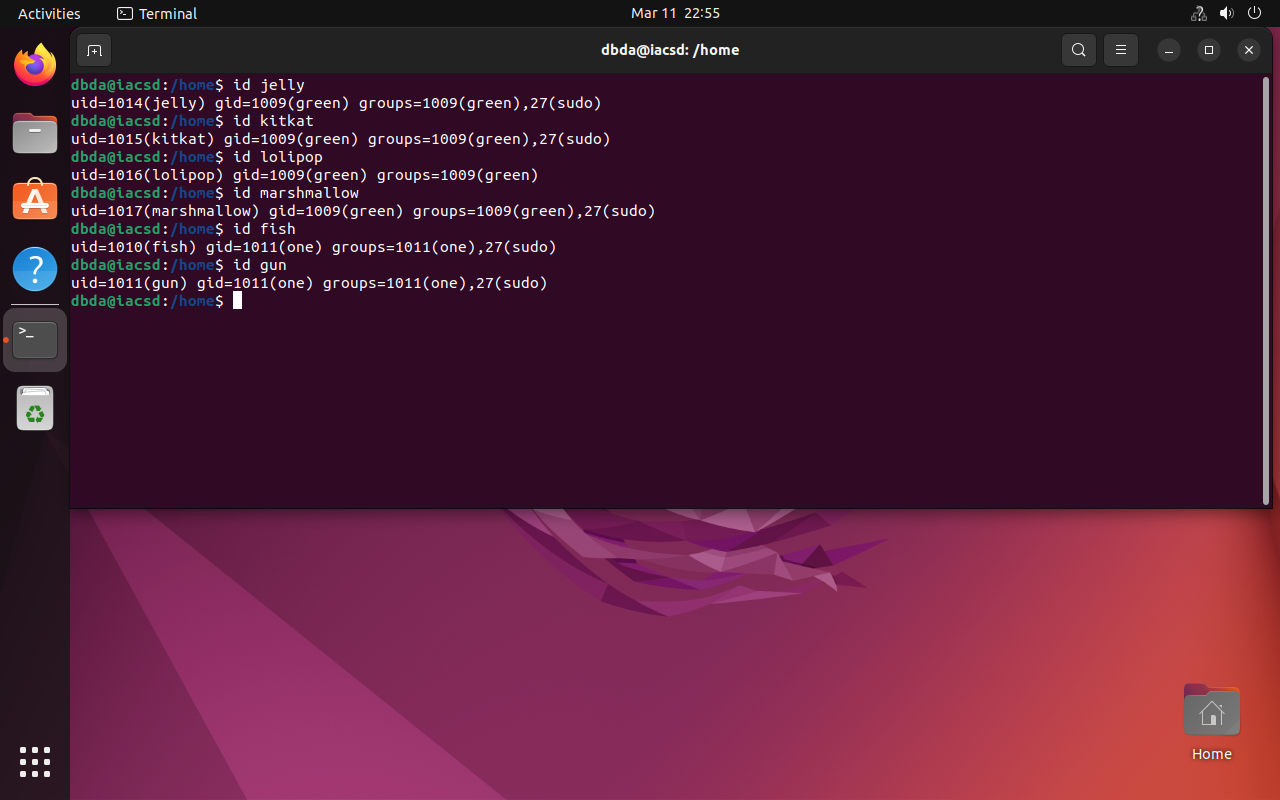 Activities Terminal Mar 11 22:55
dbda@iacsd: /home
dbda@iacsd:/home$ id jelly
uid=1014(jelly) gid=1009(green) groups=1009(green),27(sudo)
dbda@iacsd:/home$ id kitkat
uid=1015(kitkat) gid=1009(green) groups=1009(green),27(sudo)
dbda@iacsd:/home$ id lolipop
uid=1016(lolipop) gid=1009(green) groups=1009(green)
dbda@iacsd:/home$ id marshmallow
uid=1017(marshmallow) gid=1009(green) groups=1009(green),27(sudo)
dbda@iacsd:/home$ id fish
uid=1010(fish) gid=1011(one) groups=1011(one),27(sudo)
dbda@iacsd:/home$ id gun
uid=1011(gun) gid=1011(one) groups=1011(one),27(sudo)
dbda@iacsd:/home$
Home